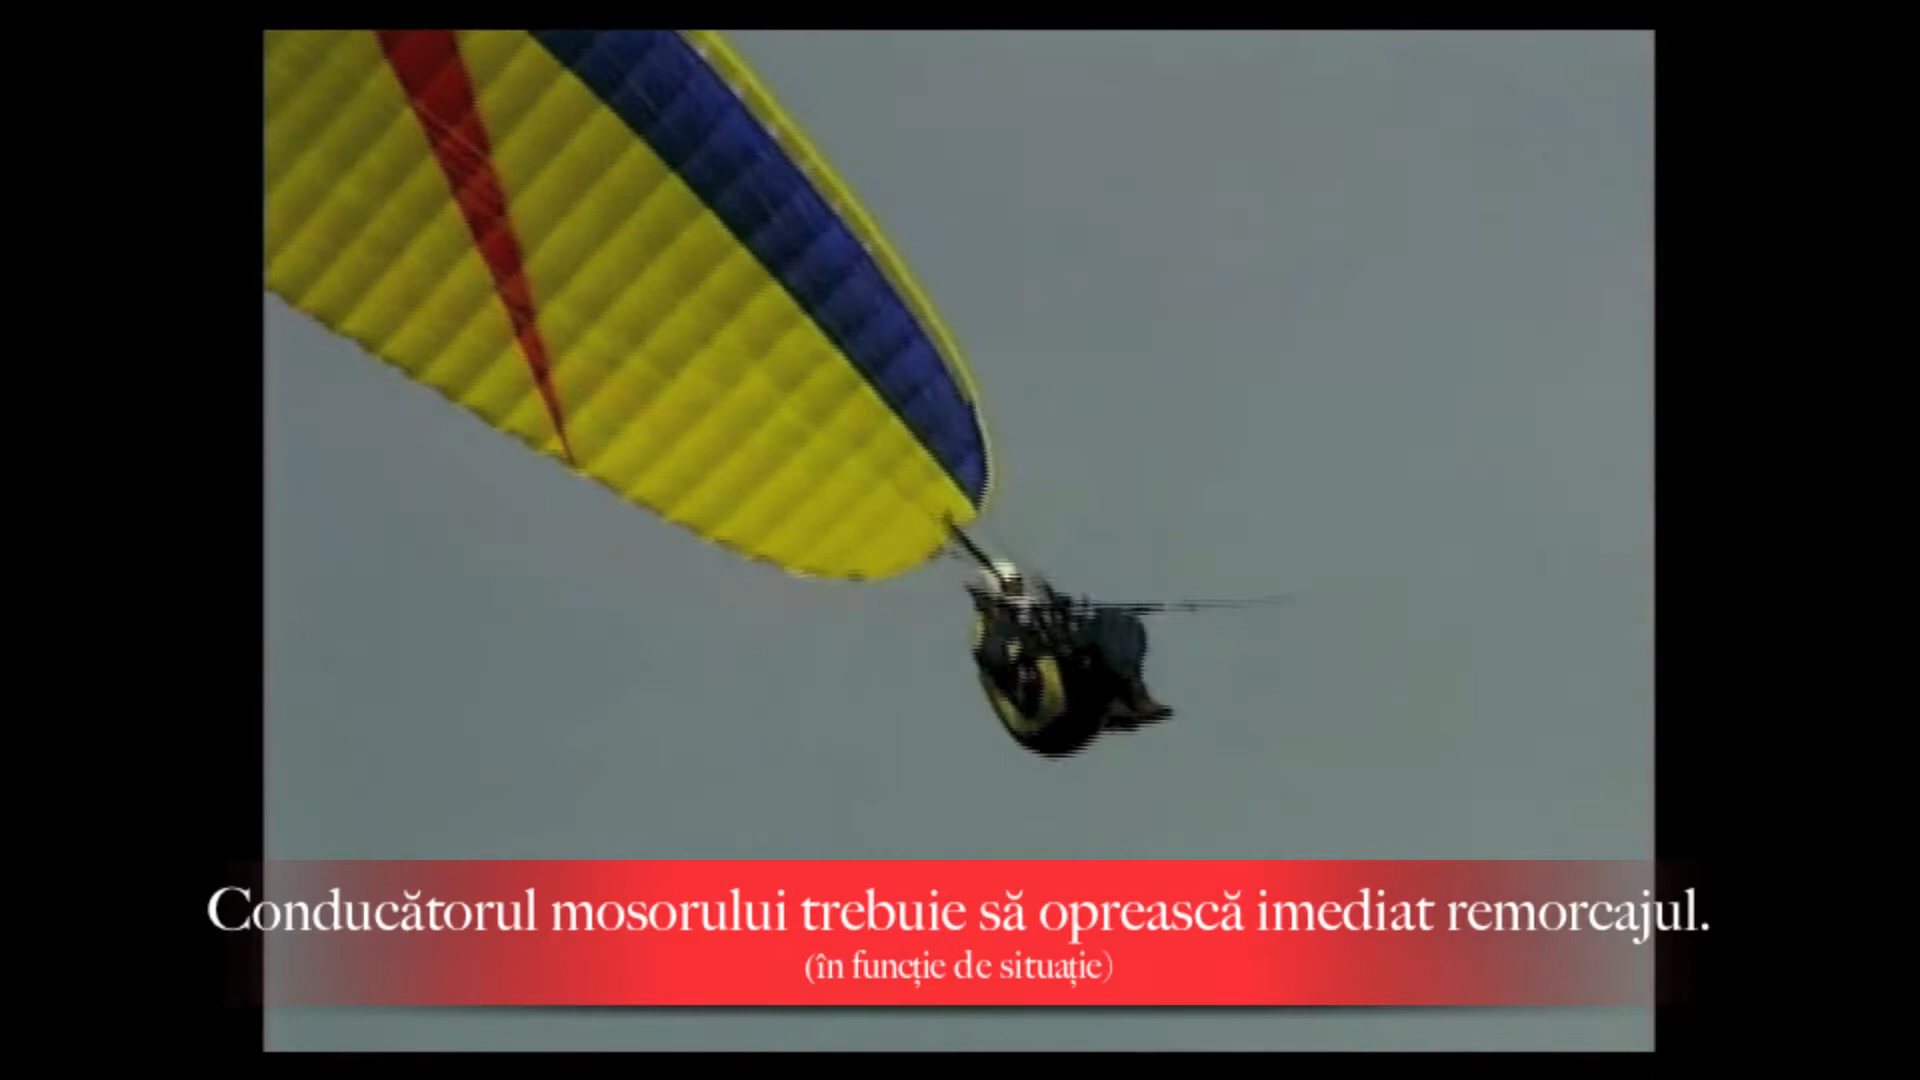 Conducătorul mosorului trebuie să oprească imediat remorcajul.
(în funcție de situație)